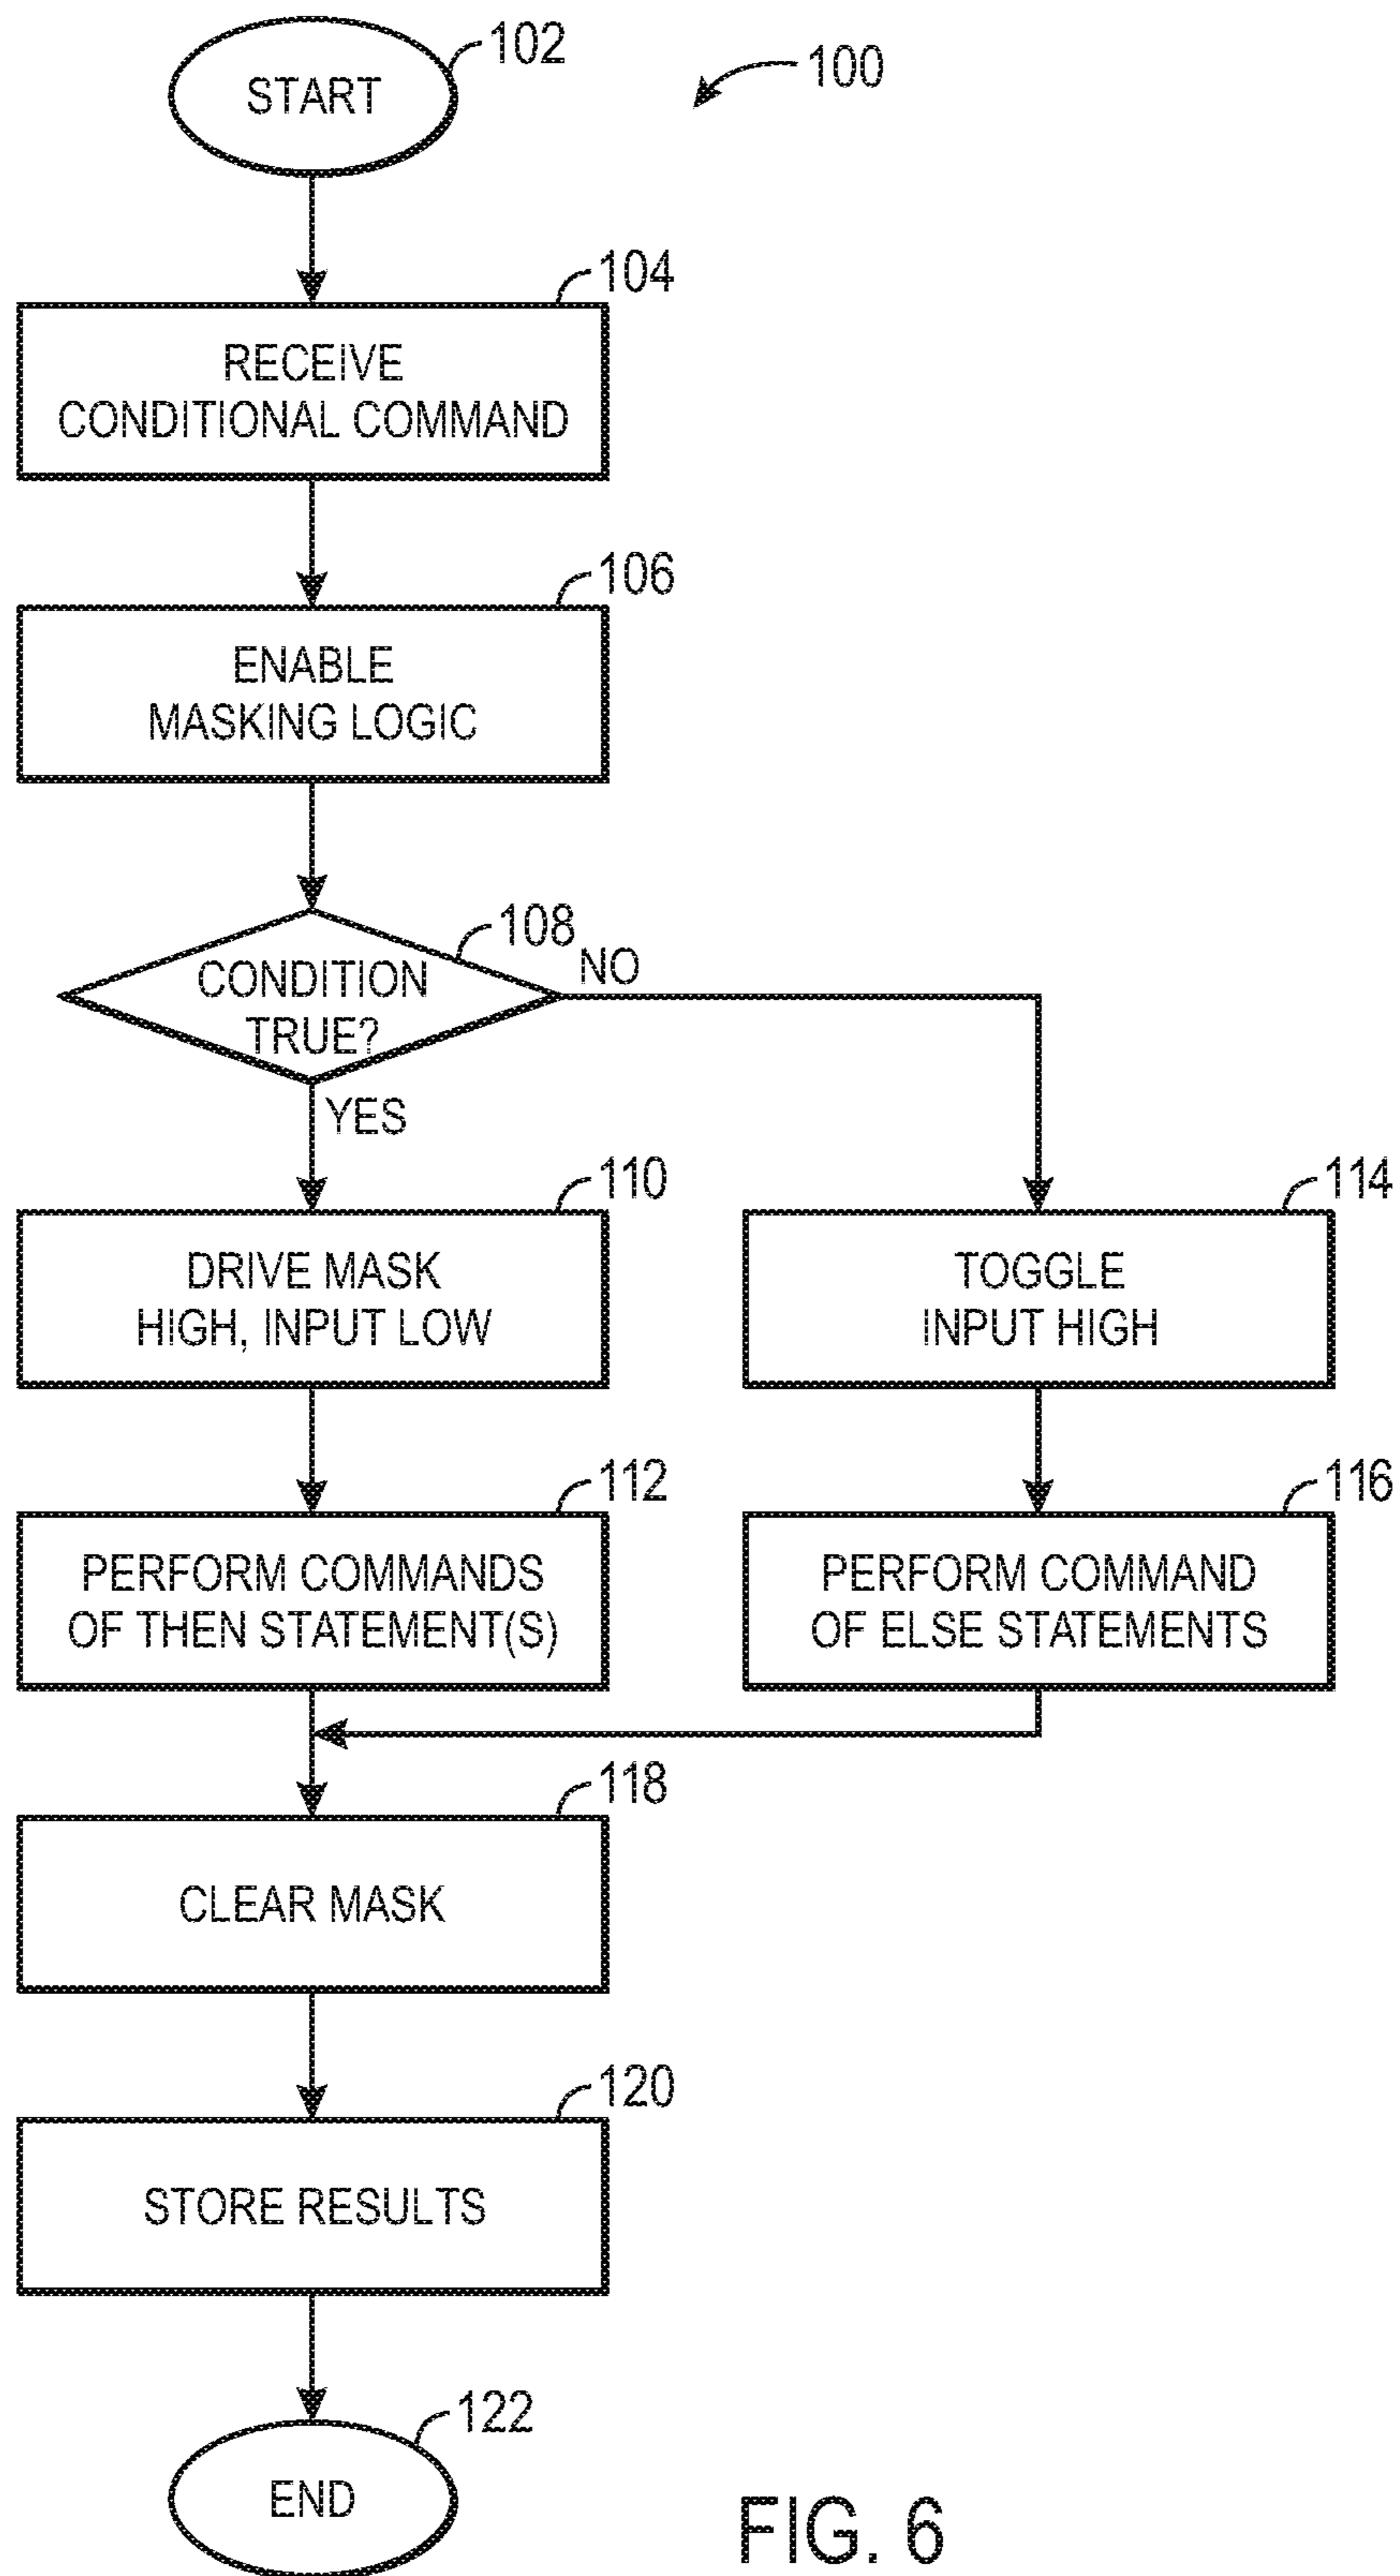 102
START
100
104
RECEIVE
CONDITIONAL COMMAND
106
ENABLE
MASKING LOGIC
108
CONDITION
TRUE?
NO
YES
110
DRIVE MASK
HIGH, INPUT LOW
114
TOGGLE
INPUT HIGH
112
PERFORM COMMANDS
OF THEN STATEMENT(S)
116
PERFORM COMMAND
OF ELSE STATEMENTS
118
CLEAR MASK
120
STORE RESULTS
122
END
FIG. 6